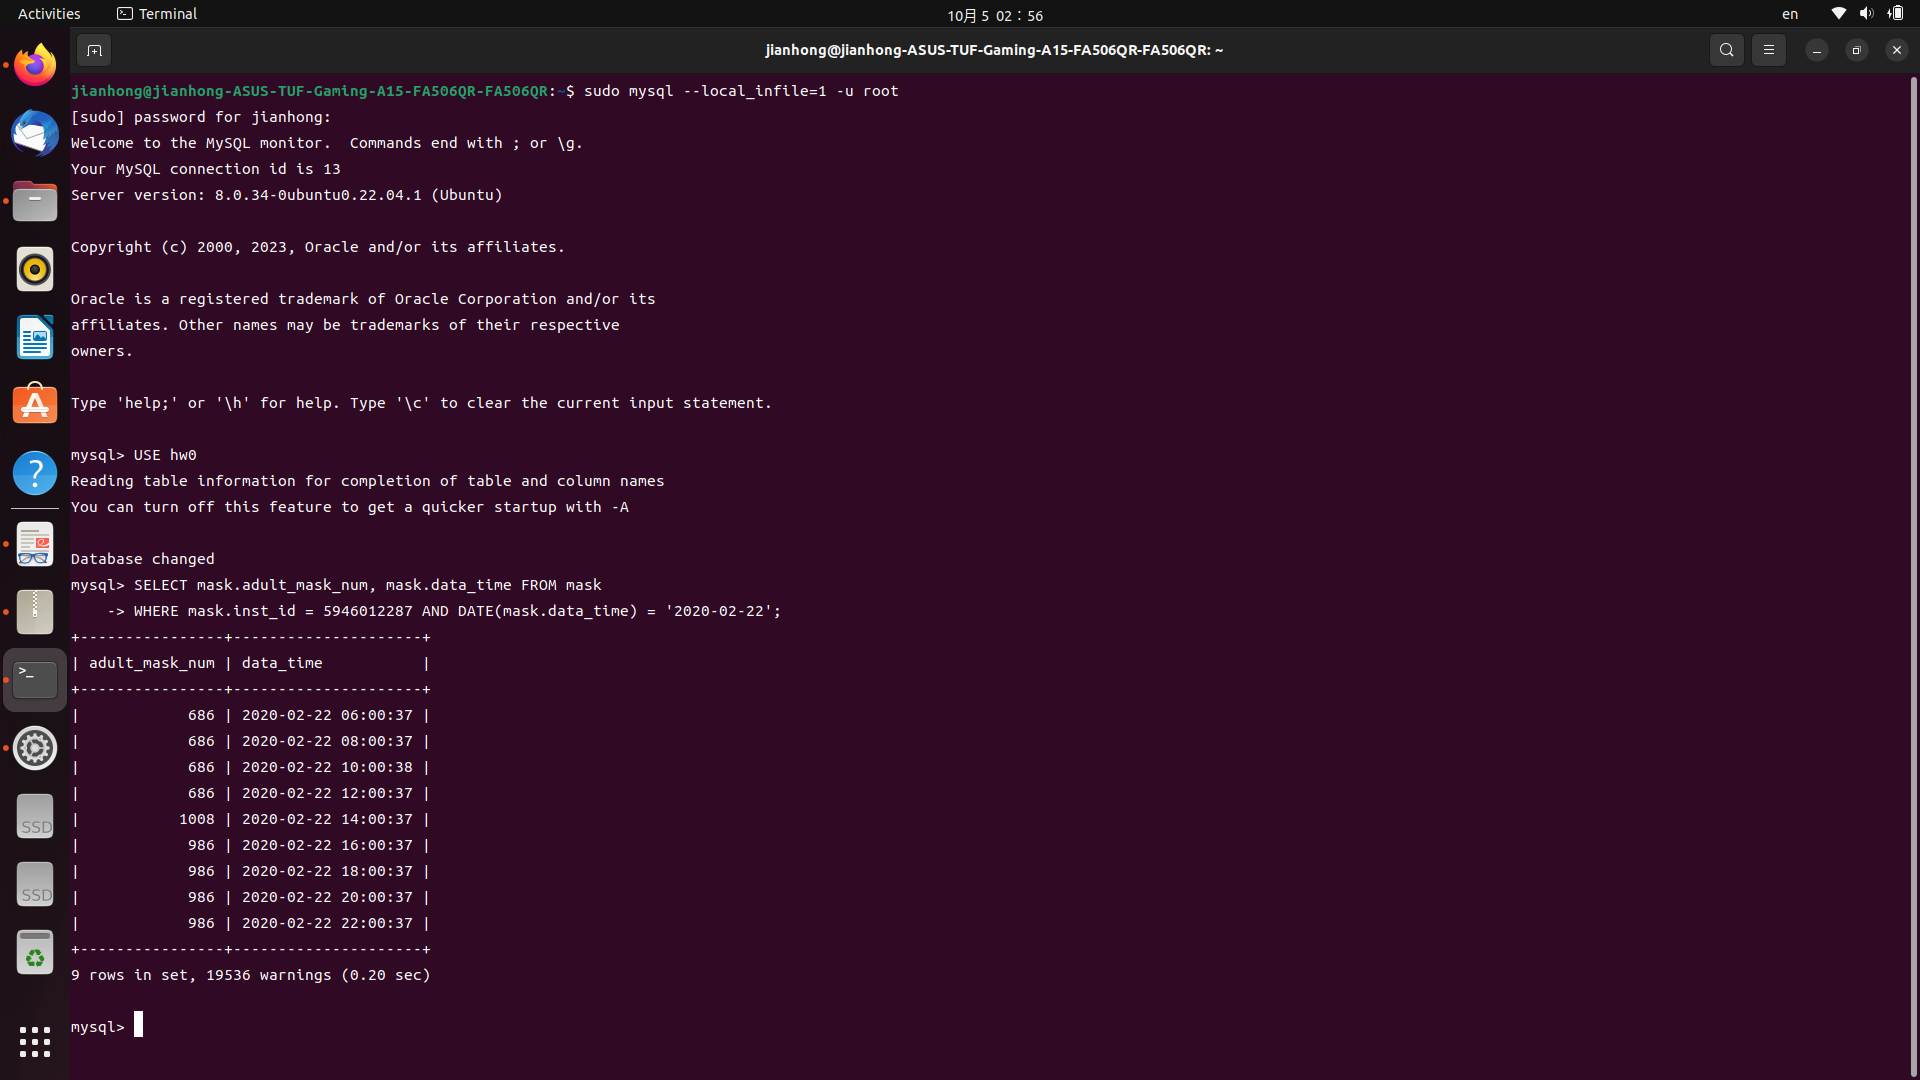 Activities
Terminal
10月 5 02：56
en
jianhong@jianhong-ASUS-TUF-Gaming-A15-FA506QR-FA506QR: ~
jianhong@jianhong-ASUS-TUF-Gaming-A15-FA506QR-FA506QR:~$ sudo mysql --local_infile=1 -u root
[sudo] password for jianhong:
Welcome to the MySQL monitor.  Commands end with ; or \g.
Your MySQL connection id is 13
Server version: 8.0.34-0ubuntu0.22.04.1 (Ubuntu)
Copyright (c) 2000, 2023, Oracle and/or its affiliates.
Oracle is a registered trademark of Oracle Corporation and/or its
affiliates. Other names may be trademarks of their respective
owners.
Type 'help;' or '\h' for help. Type '\c' to clear the current input statement.
mysql> USE hw0
Reading table information for completion of table and column names
You can turn off this feature to get a quicker startup with -A
Database changed
mysql> SELECT mask.adult_mask_num, mask.data_time FROM mask
    -> WHERE mask.inst_id = 5946012287 AND DATE(mask.data_time) = '2020-02-22';
+----------------+---------------------+
| adult_mask_num | data_time           |
+----------------+---------------------+
|            686 | 2020-02-22 06:00:37 |
|            686 | 2020-02-22 08:00:37 |
|            686 | 2020-02-22 10:00:38 |
|            686 | 2020-02-22 12:00:37 |
|           1008 | 2020-02-22 14:00:37 |
|            986 | 2020-02-22 16:00:37 |
|            986 | 2020-02-22 18:00:37 |
|            986 | 2020-02-22 20:00:37 |
|            986 | 2020-02-22 22:00:37 |
+----------------+---------------------+
9 rows in set, 19536 warnings (0.20 sec)
mysql>
SSD
SSD